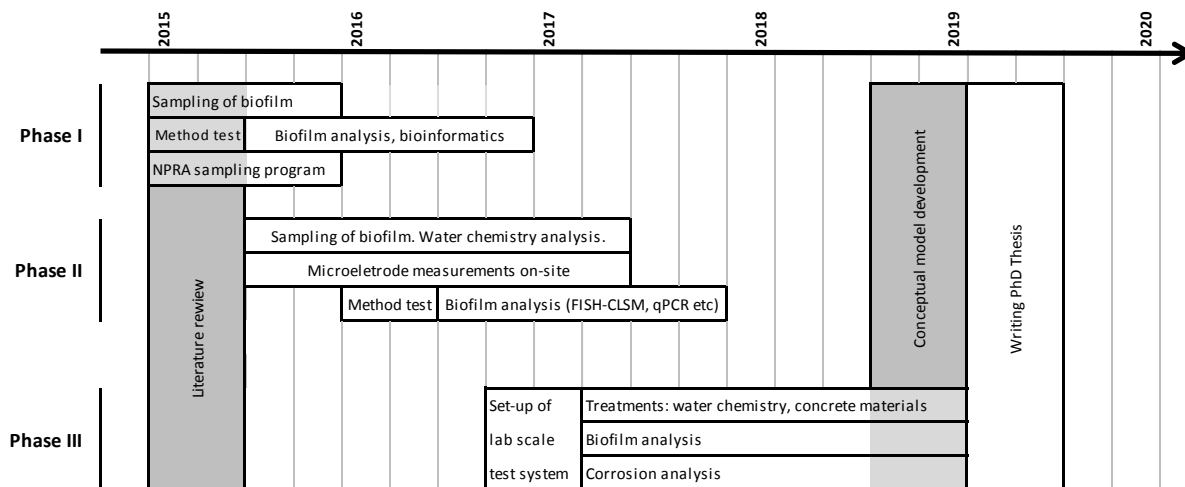 2015
2016
2017
2018
2019
2020
Phase I
Sampling of biofilm
Method test
Biofilm analysis, bioinformatics
NPRA sampling program
Phase II
Sampling of biofilm. Water chemistry analysis.
Microeletrode measurements on-site
Method test
Biofilm analysis (FISH-CLSM, qPCR etc)
Literature rewiew
Conceptual model development
Writing PhD Thesis
Phase III
Set-up of
lab scale
test system
Treatments: water chemistry, concrete materials
Biofilm analysis
Corrosion analysis